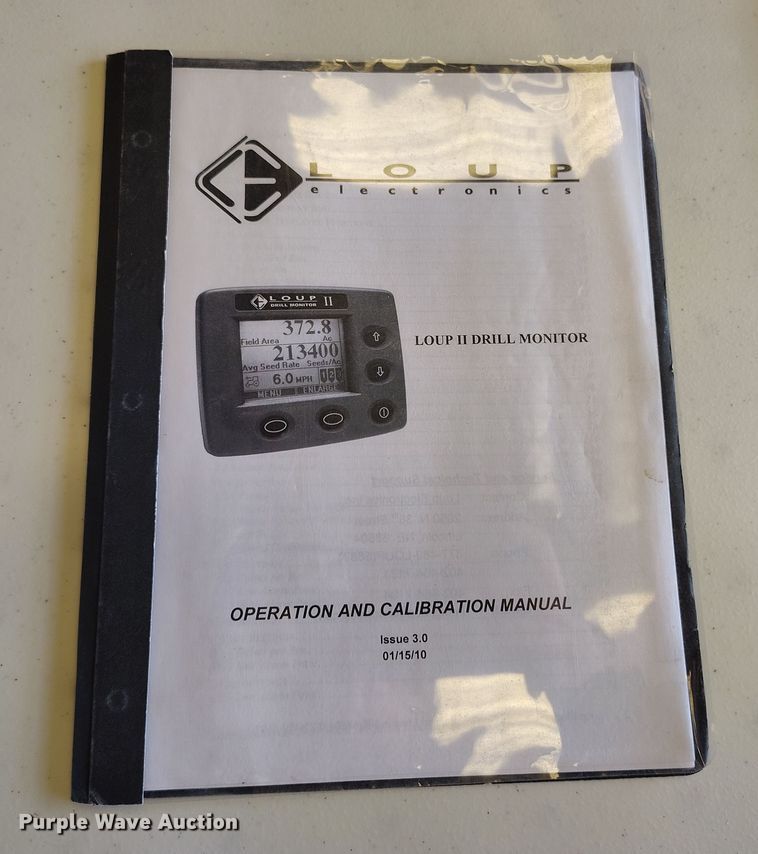 LOUP
electronics
LOUP II
DRILL MONITOR
372.8
Field Area Ac
213400
Avg Seed Rate Seeds/Ac
6.0 MPH
MENU ENLARGE
LOUP II DRILL MONITOR
OPERATION AND CALIBRATION MANUAL
Issue 3.0
01/15/10
Purple Wave Auction